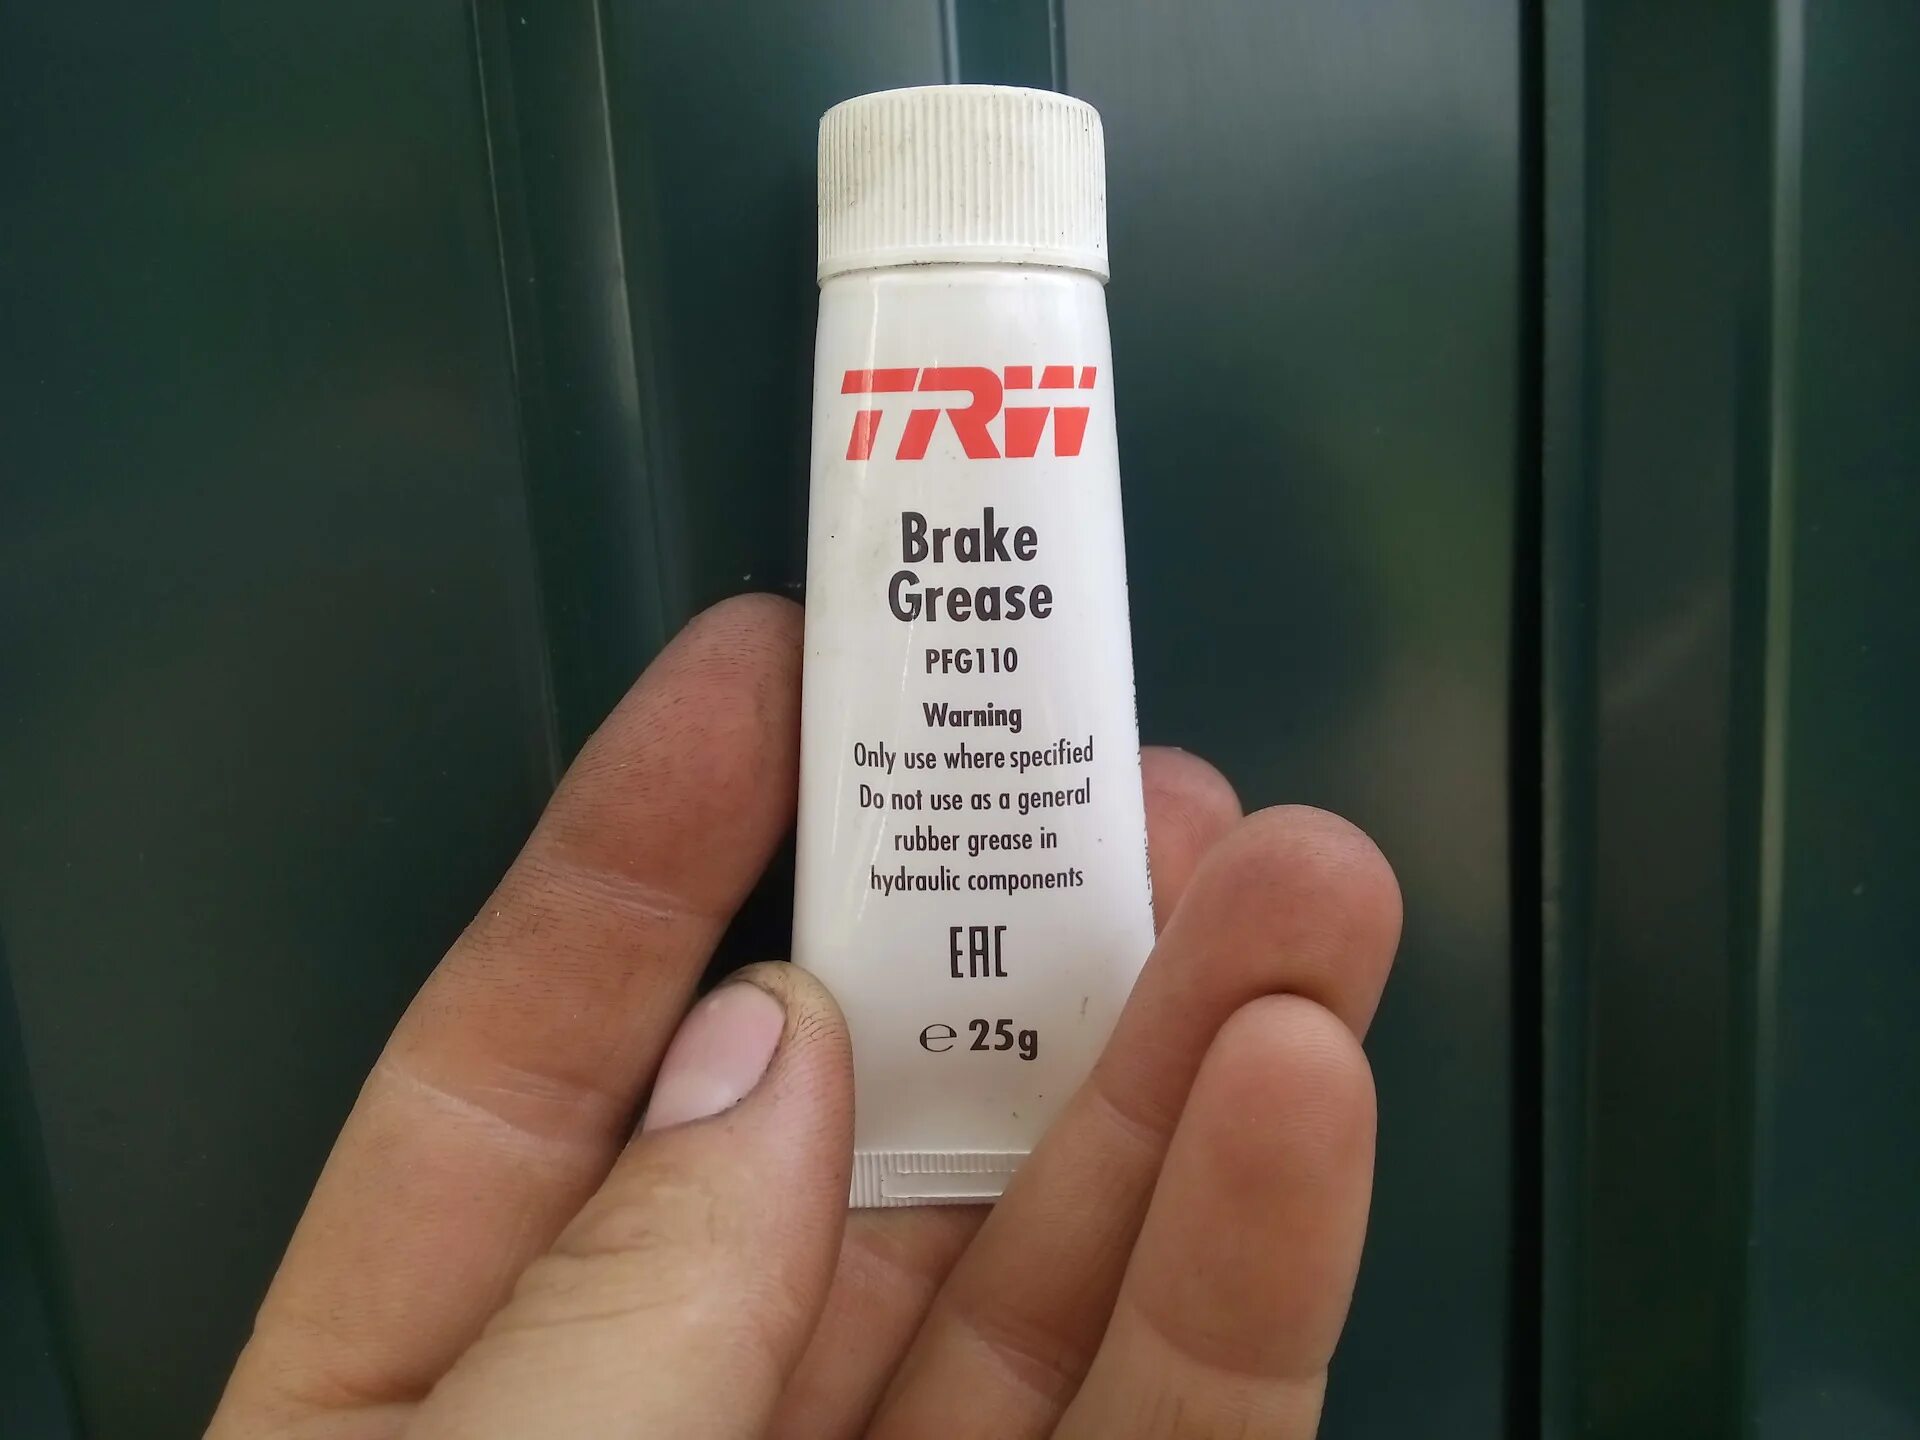 TRW
Brake
Grease
PFG110
Warning
Only use where specified
Do not use as a general
rubber grease in
hydraulic components
EAC
℮ 25g